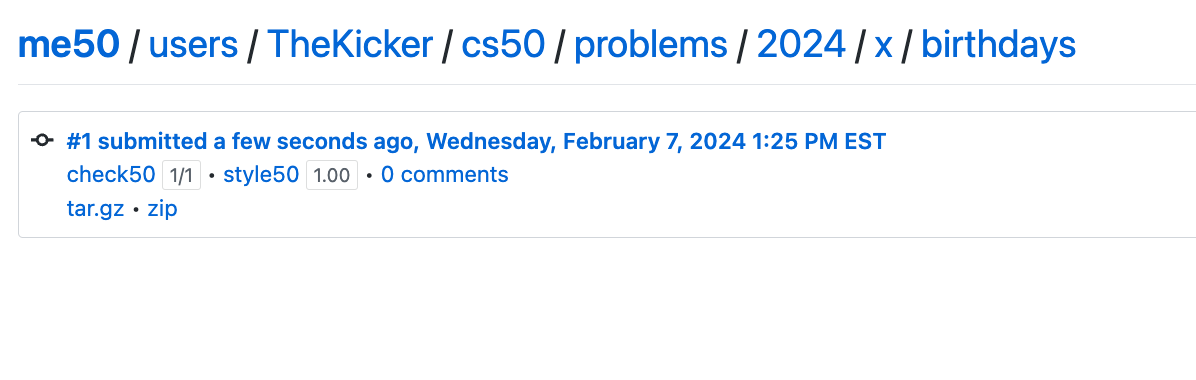 me50 / users / TheKicker / cs50 / problems / 2024 / x / birthdays
#1 submitted a few seconds ago, Wednesday, February 7, 2024 1:25 PM EST
check50 1/1 • style50 1.00 • 0 comments
tar.gz • zip